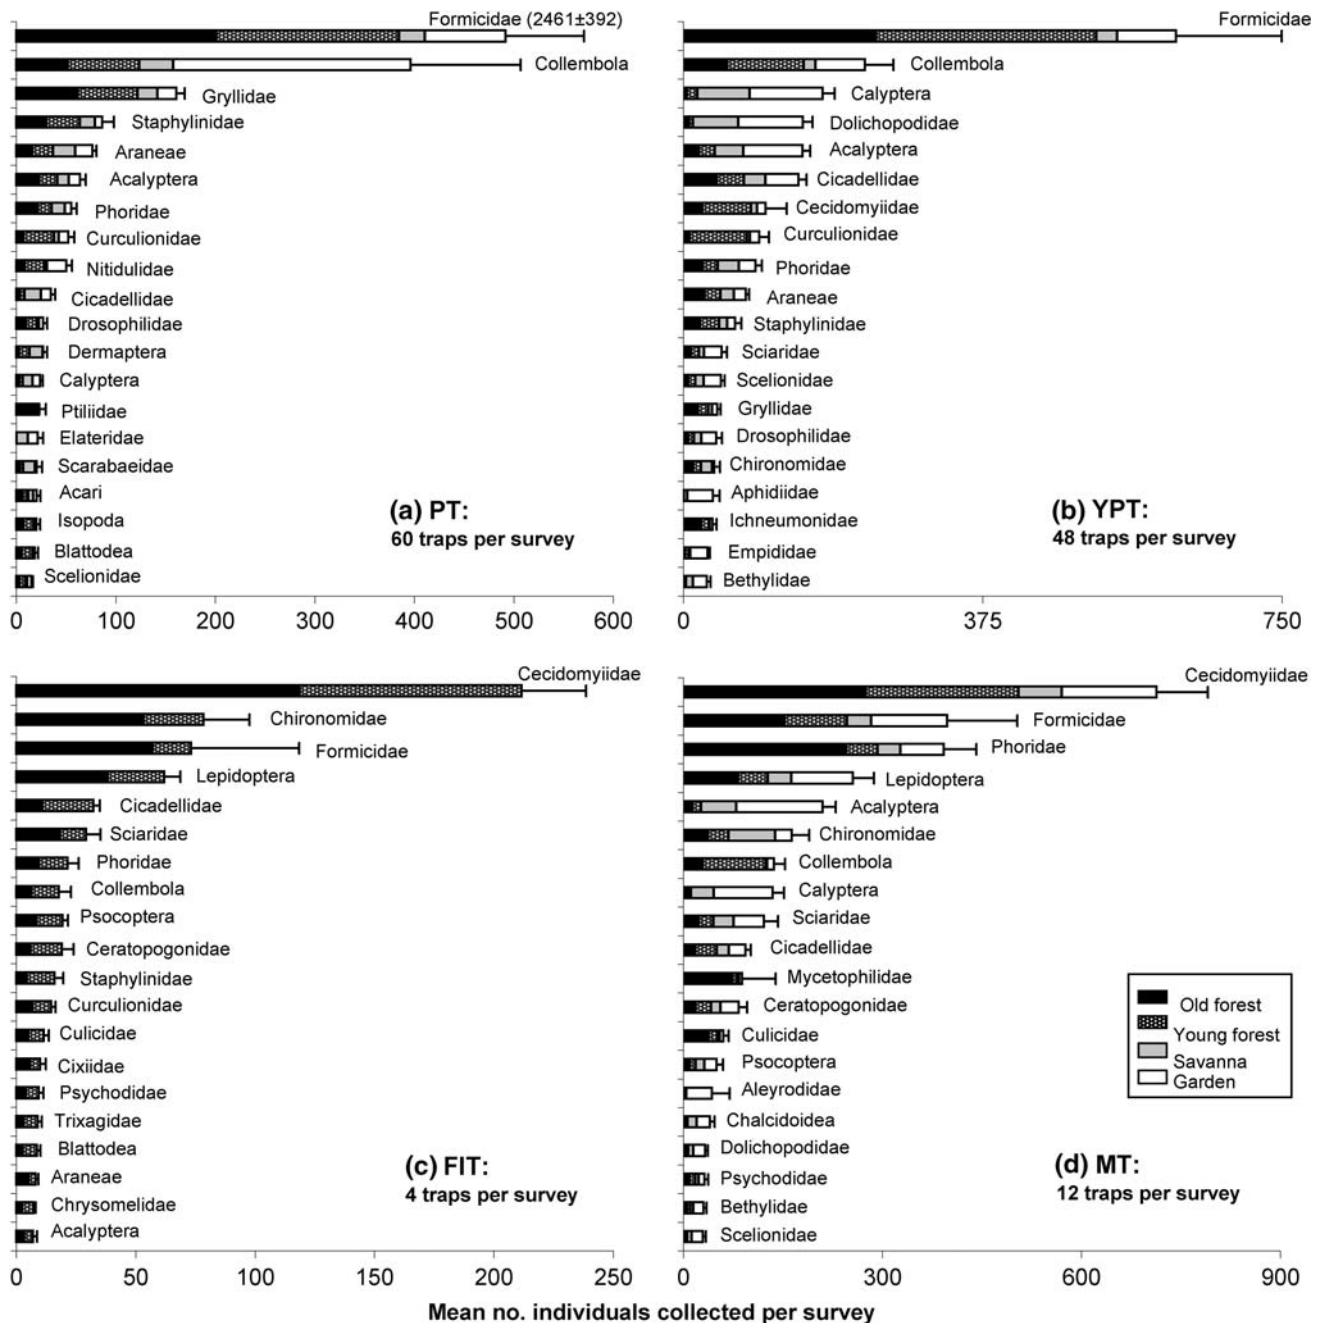 Formicidae (2461±392)
Collembola
Gryllidae
Staphylinidae
Araneae
Acalyptera
Phoridae
Curculionidae
Nitidulidae
Cicadellidae
Drosophilidae
Dermaptera
Calyptera
Ptiliidae
Elateridae
Scarabaeidae
Acari
Isopoda
Blattodea
Scelionidae
(a) PT:
60 traps per survey
0 100 200 300 400 500 600
Formicidae
Collembola
Calyptera
Dolichopodidae
Acalyptera
Cicadellidae
Cecidomyiidae
Curculionidae
Phoridae
Araneae
Staphylinidae
Sciaridae
Scelionidae
Gryllidae
Drosophilidae
Chironomidae
Aphidiidae
Ichneumonidae
Empididae
Bethylidae
(b) YPT:
48 traps per survey
0 375 750
Cecidomyiidae
Chironomidae
Formicidae
Lepidoptera
Cicadellidae
Sciaridae
Phoridae
Collembola
Psocoptera
Ceratopogonidae
Staphylinidae
Curculionidae
Culicidae
Cixiidae
Psychodidae
Trixagidae
Blattodea
Araneae
Chrysomelidae
Acalyptera
(c) FIT:
4 traps per survey
0 50 100 150 200 250
Cecidomyiidae
Formicidae
Phoridae
Lepidoptera
Acalyptera
Chironomidae
Collembola
Calyptera
Sciaridae
Cicadellidae
Mycetophilidae
Ceratopogonidae
Culicidae
Psocoptera
Aleyrodidae
Chalcidoidea
Dolichopodidae
Psychodidae
Bethylidae
Scelionidae
Old forest
Young forest
Savanna
Garden
(d) MT:
12 traps per survey
0 300 600 900
Mean no. individuals collected per survey